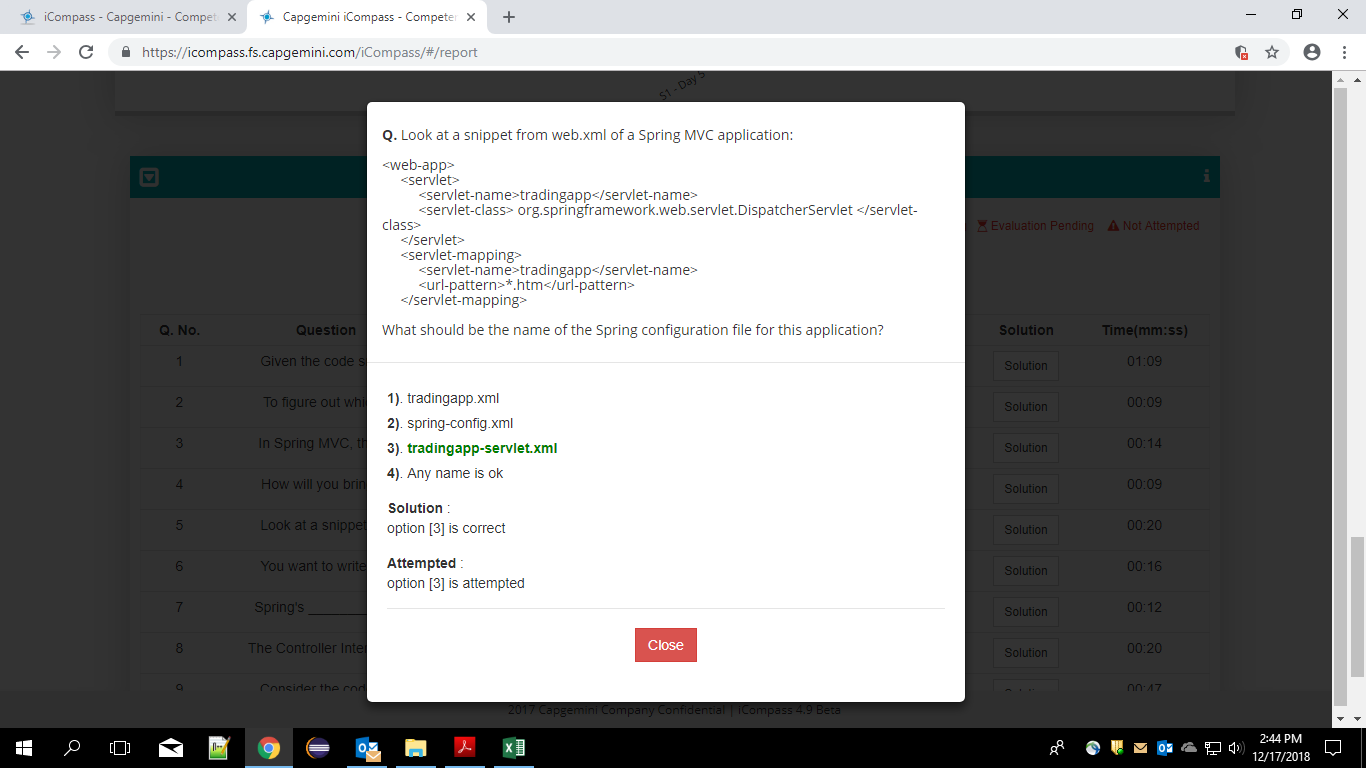 iCompass - Capgemini - Compet
Capgemini iCompass - Competen
https://icompass.fs.capgemini.com/iCompass/#/report
S1 - Day 5
Q. Look at a snippet from web.xml of a Spring MVC application:
<web-app>
<servlet>
<servlet-name>tradingapp</servlet-name>
<servlet-class> org.springframework.web.servlet.DispatcherServlet </servlet-
class>
</servlet>
<servlet-mapping>
<servlet-name>tradingapp</servlet-name>
<url-pattern>*.htm</url-pattern>
</servlet-mapping>
What should be the name of the Spring configuration file for this application?
Evaluation Pending Not Attempted
Q. No. Question Solution Time(mm:ss)
1 Given the code s Solution 01:09
2 To figure out whi Solution 00:09
3 In Spring MVC, th Solution 00:14
4 How will you brin Solution 00:09
5 Look at a snippet Solution 00:20
6 You want to write Solution 00:16
7 Spring's ________ Solution 00:12
8 The Controller Inter Solution 00:20
9 Consider the cod Solution 00:47
1). tradingapp.xml
2). spring-config.xml
3). tradingapp-servlet.xml
4). Any name is ok
Solution :
option [3] is correct
Attempted :
option [3] is attempted
Close
2017 Capgemini Company Confidential | iCompass 4.9 Beta
2:44 PM
12/17/2018